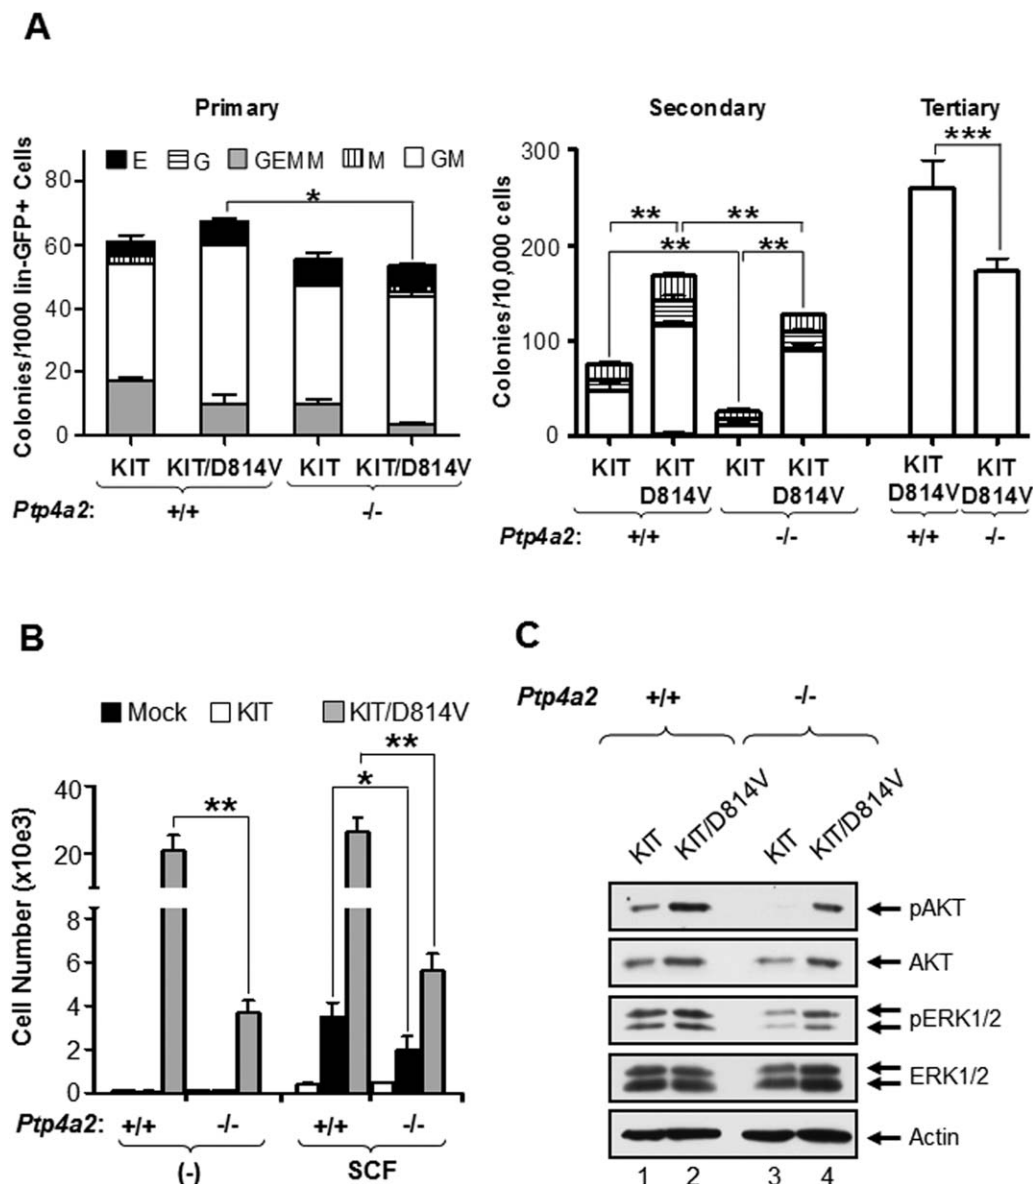 A
Primary
E G GEMM M GM
Colonies/1000 lin-GFP+ Cells
80
60
40
20
0
*
KIT KIT/D814V KIT KIT/D814V
Ptp4a2: +/+ -/-
Secondary Tertiary
Colonies/10,000 cells
300
200
100
0
** ** ***
** **
KIT KIT KIT KIT KIT KIT
D814V D814V D814V D814V
Ptp4a2: +/+ -/- +/+ -/-
B
Mock KIT KIT/D814V
Cell Number (x10e3)
40
20
8
6
4
2
0
**
**
*
Ptp4a2: +/+ -/- +/+ -/-
(-) SCF
C
Ptp4a2 +/+ -/-
KIT KIT/D814V KIT KIT/D814V
pAKT
AKT
pERK1/2
ERK1/2
Actin
1 2 3 4